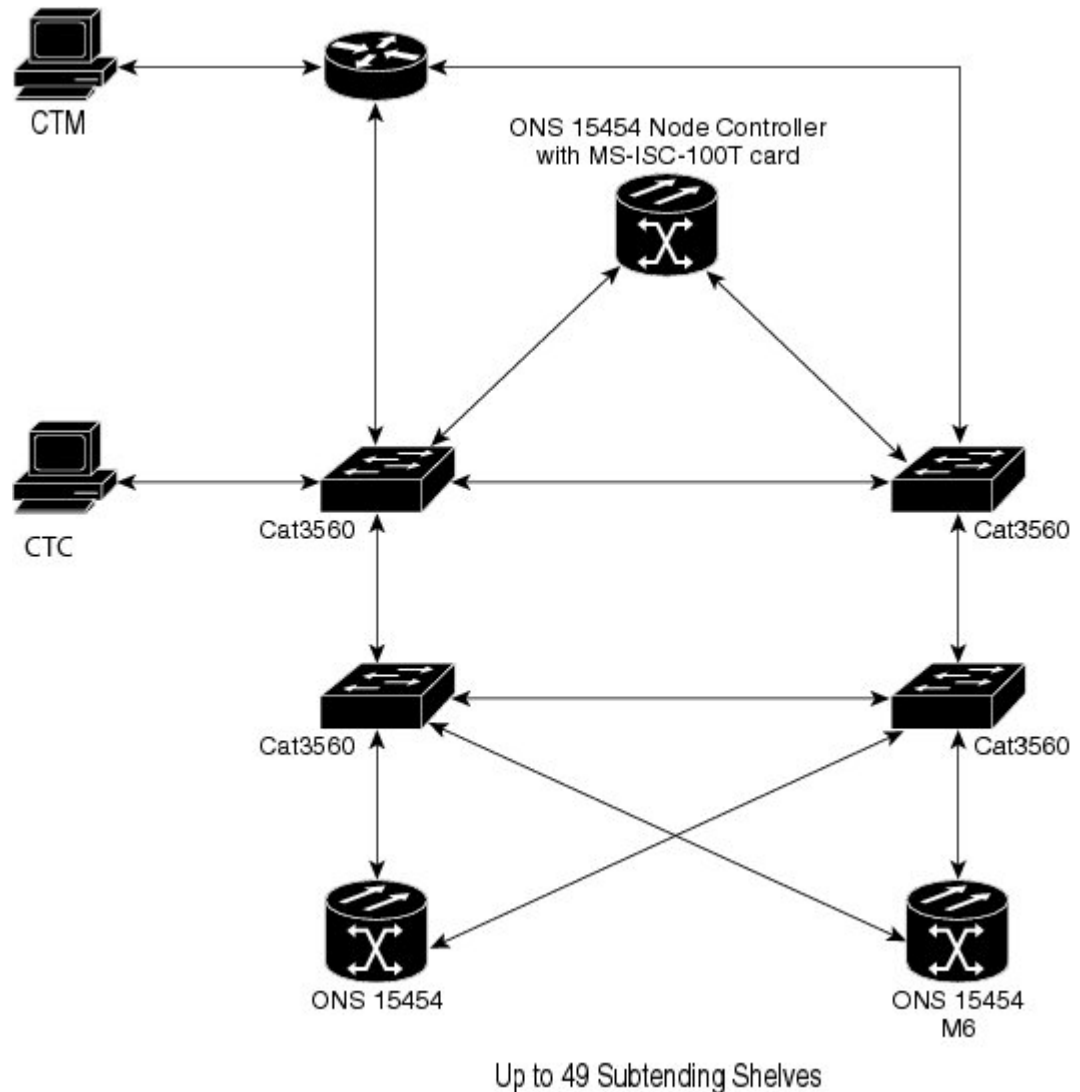 CTM
ONS 15454 Node Controller
with MS-ISC-100T card
CTC
Cat3560
Cat3560
Cat3560
Cat3560
ONS 15454
ONS 15454
M6
Up to 49 Subtending Shelves